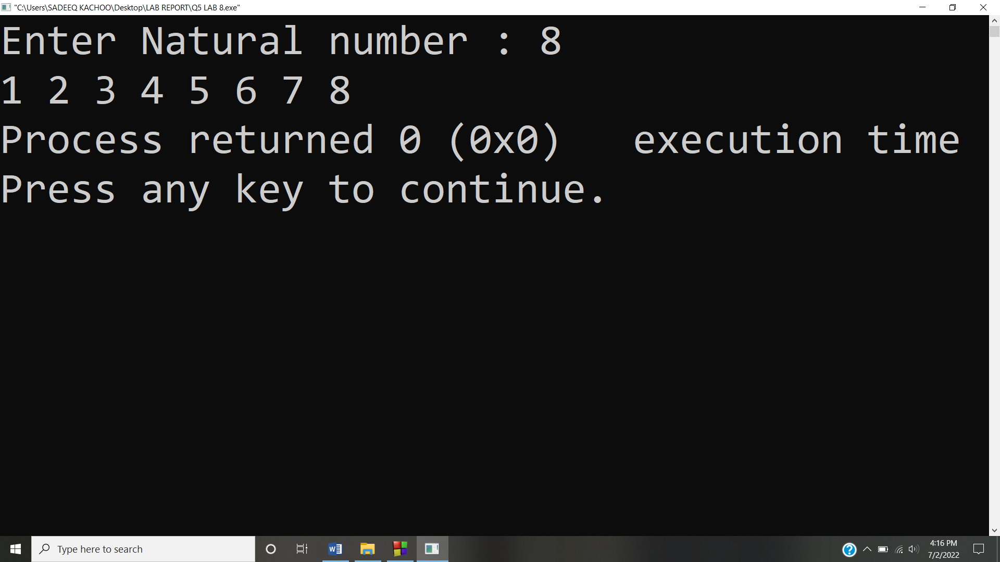 "C:\Users\SADEEQ KACHOO\Desktop\LAB REPORT\Q5 LAB 8.exe"
Enter Natural number : 8
1 2 3 4 5 6 7 8
Process returned 0 (0x0)   execution time
Press any key to continue.
Type here to search
4:16 PM
7/2/2022